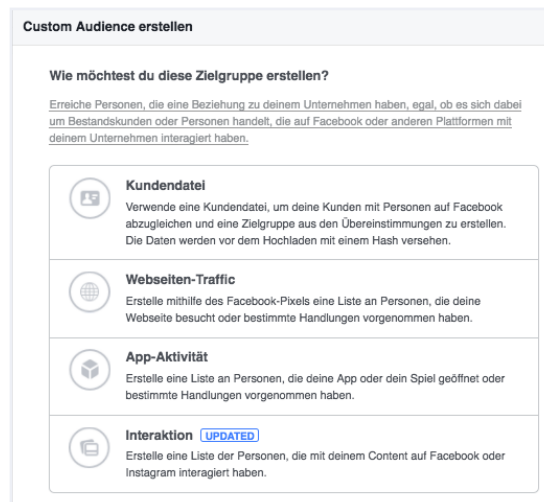 Custom Audience erstellen
Wie möchtest du diese Zielgruppe erstellen?
Erreiche Personen, die eine Beziehung zu deinem Unternehmen haben, egal, ob es sich dabei
um Bestandskunden oder Personen handelt, die auf Facebook oder anderen Plattformen mit
deinem Unternehmen interagiert haben.
Kundendatei
Verwende eine Kundendatei, um deine Kunden mit Personen auf Facebook
abzugleichen und eine Zielgruppe aus den Übereinstimmungen zu erstellen.
Die Daten werden vor dem Hochladen mit einem Hash versehen.
Webseiten-Traffic
Erstelle mithilfe des Facebook-Pixels eine Liste an Personen, die deine
Webseite besucht oder bestimmte Handlungen vorgenommen haben.
App-Aktivität
Erstelle eine Liste an Personen, die deine App oder dein Spiel geöffnet oder
bestimmte Handlungen vorgenommen haben.
Interaktion UPDATED
Erstelle eine Liste der Personen, die mit deinem Content auf Facebook oder
Instagram interagiert haben.